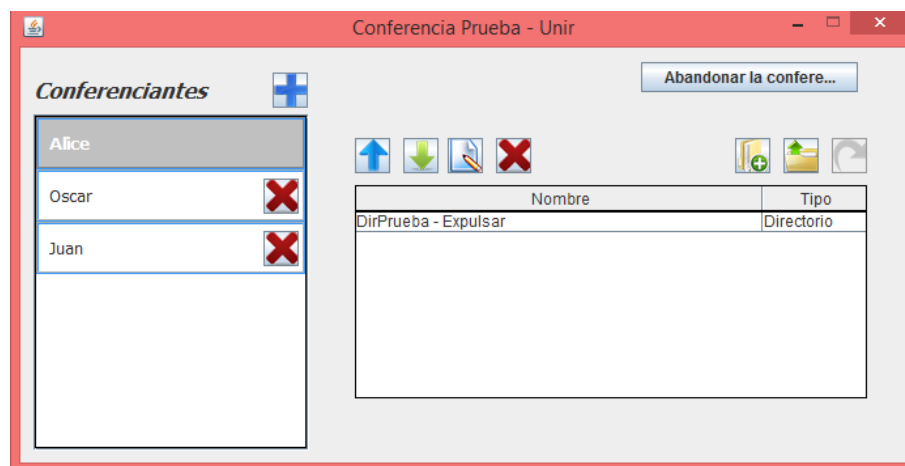 Conferencia Prueba - Unir
Abandonar la confere...
Conferenciantes
Alice
Oscar
Juan
Nombre Tipo
DirPrueba - Expulsar Directorio